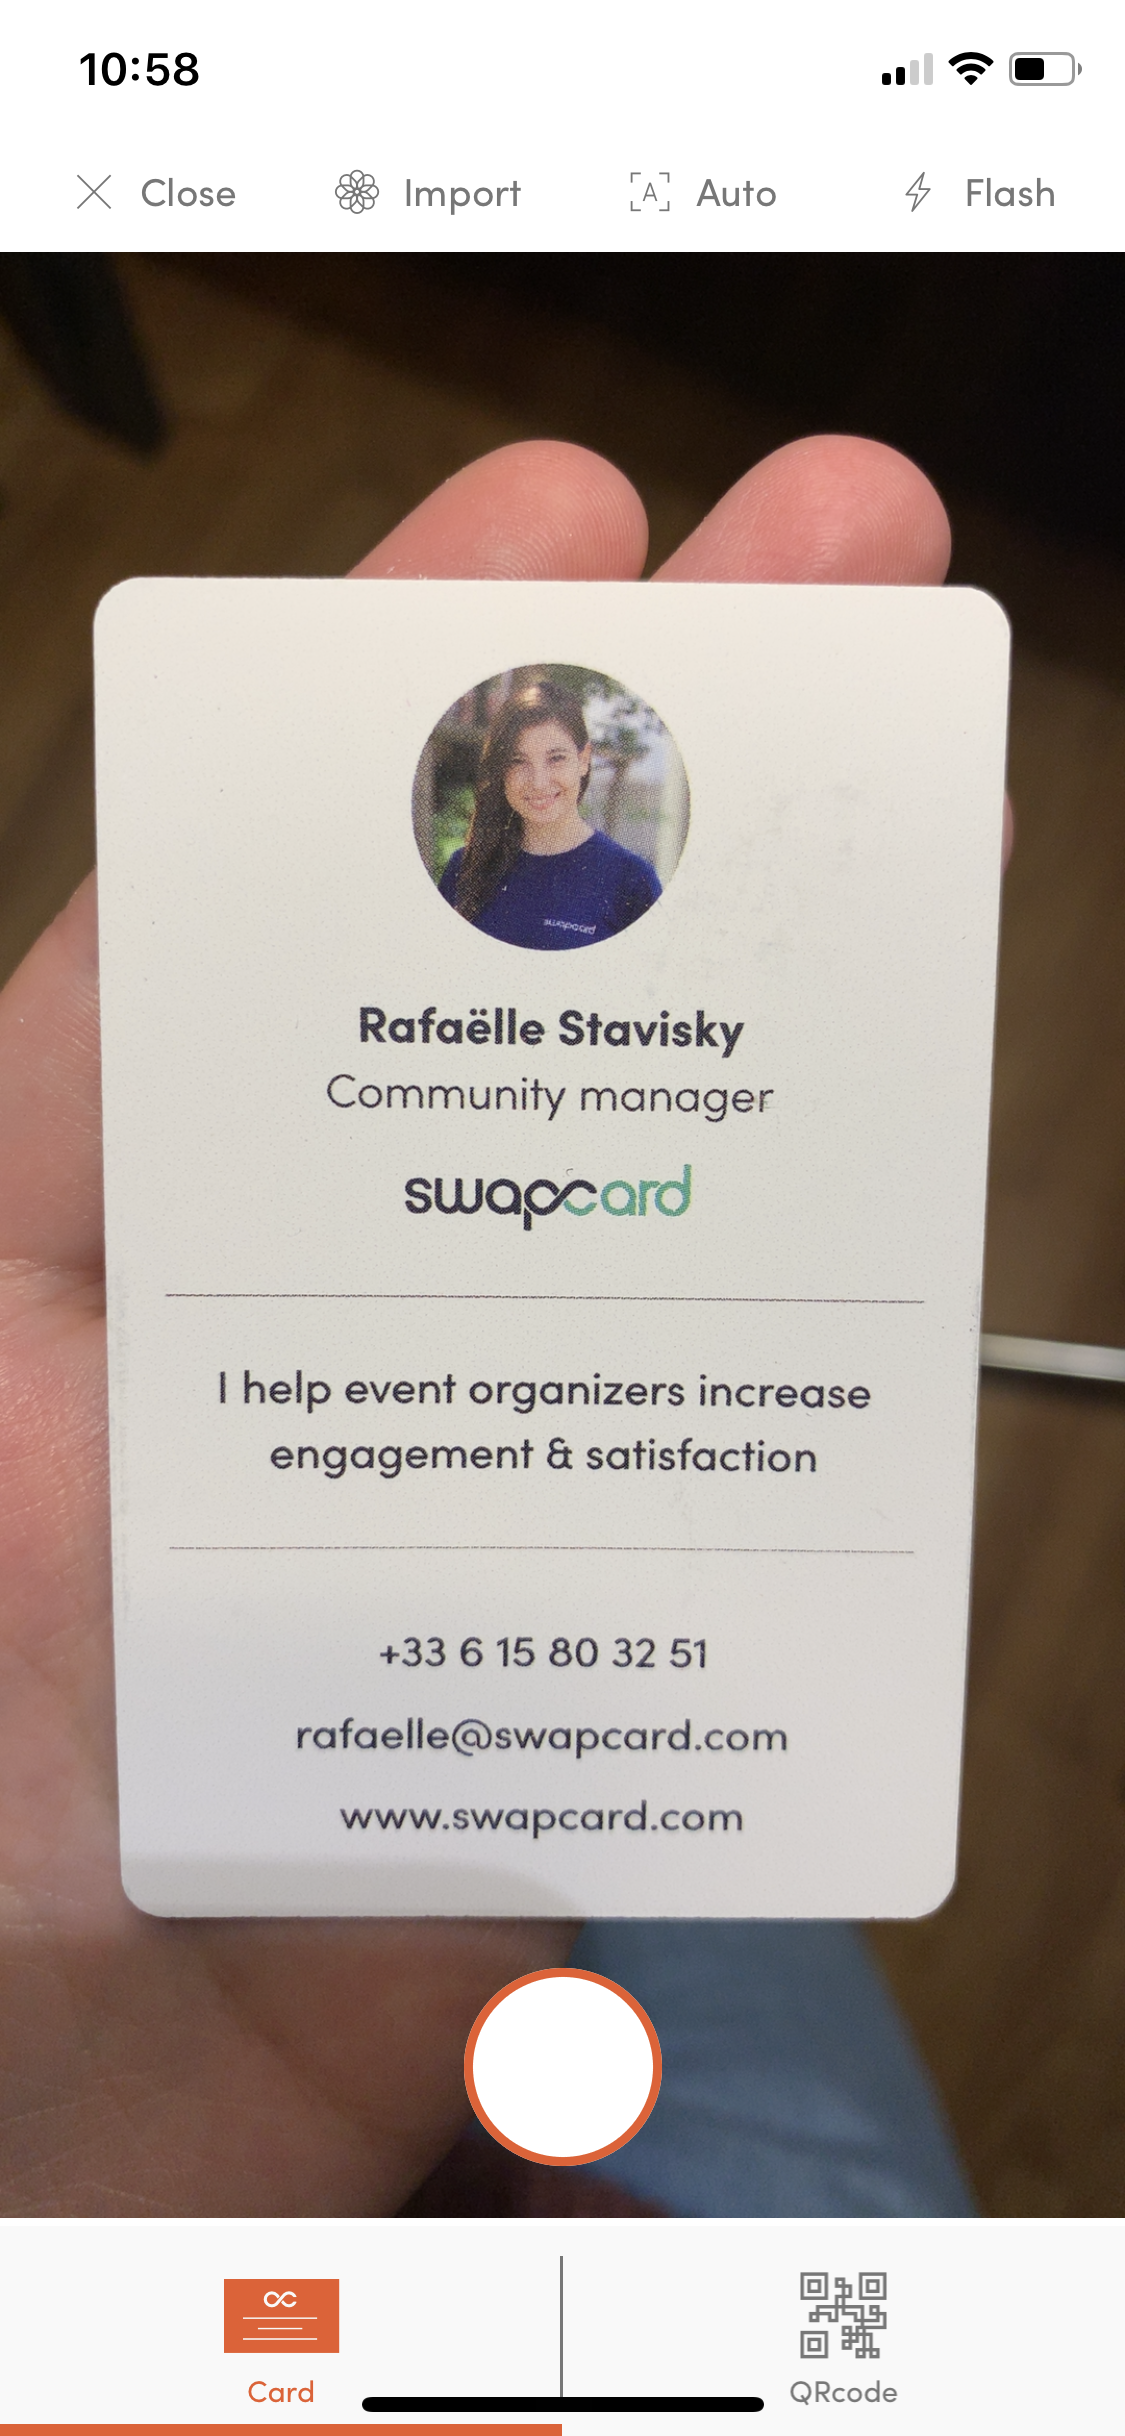 10:58
Close Import Auto Flash
swapcard
Rafaëlle Stavisky
Community manager
swapcard
I help event organizers increase
engagement & satisfaction
+33 6 15 80 32 51
rafaelle@swapcard.com
www.swapcard.com
Card QRcode